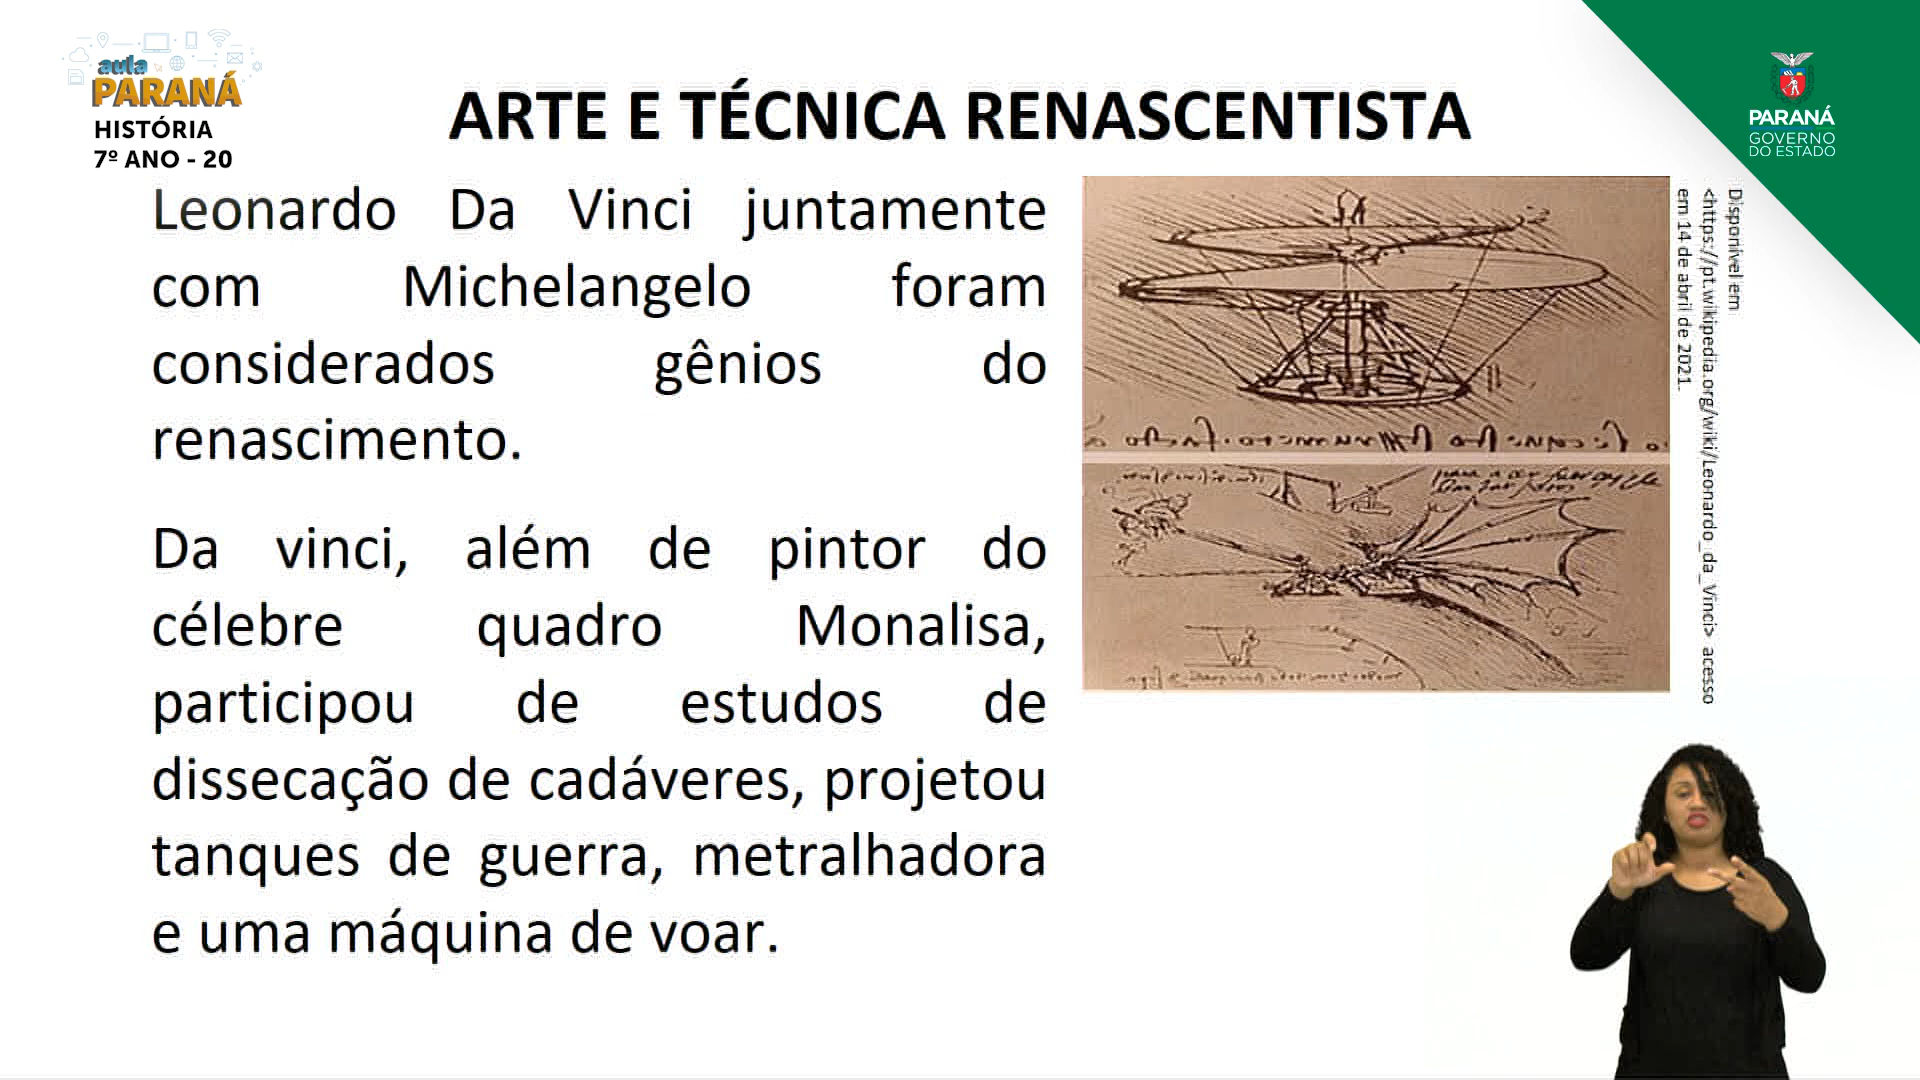 aula
PARANÁ
HISTÓRIA
7º ANO - 20
ARTE E TÉCNICA RENASCENTISTA
PARANÁ
GOVERNO
DO ESTADO
Leonardo Da Vinci juntamente
com Michelangelo foram
considerados gênios do
renascimento.
Da vinci, além de pintor do
célebre quadro Monalisa,
participou de estudos de
dissecação de cadáveres, projetou
tanques de guerra, metralhadora
e uma máquina de voar.
Disponível em
<https://pt.wikipedia.org/wiki/Leonardo_da_Vinci> acesso
em 14 de abril de 2021.